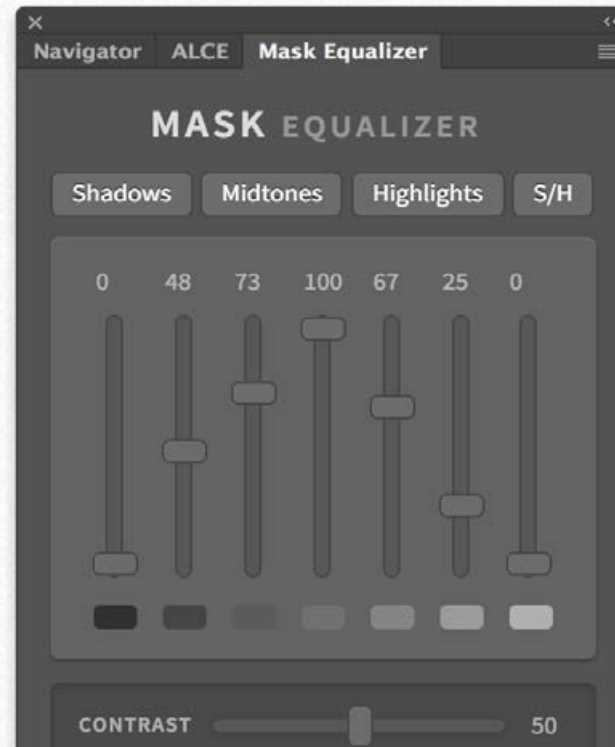 Navigator ALCE Mask Equalizer
MASK EQUALIZER
Shadows Midtones Highlights S/H
0 48 73 100 67 25 0
CONTRAST 50